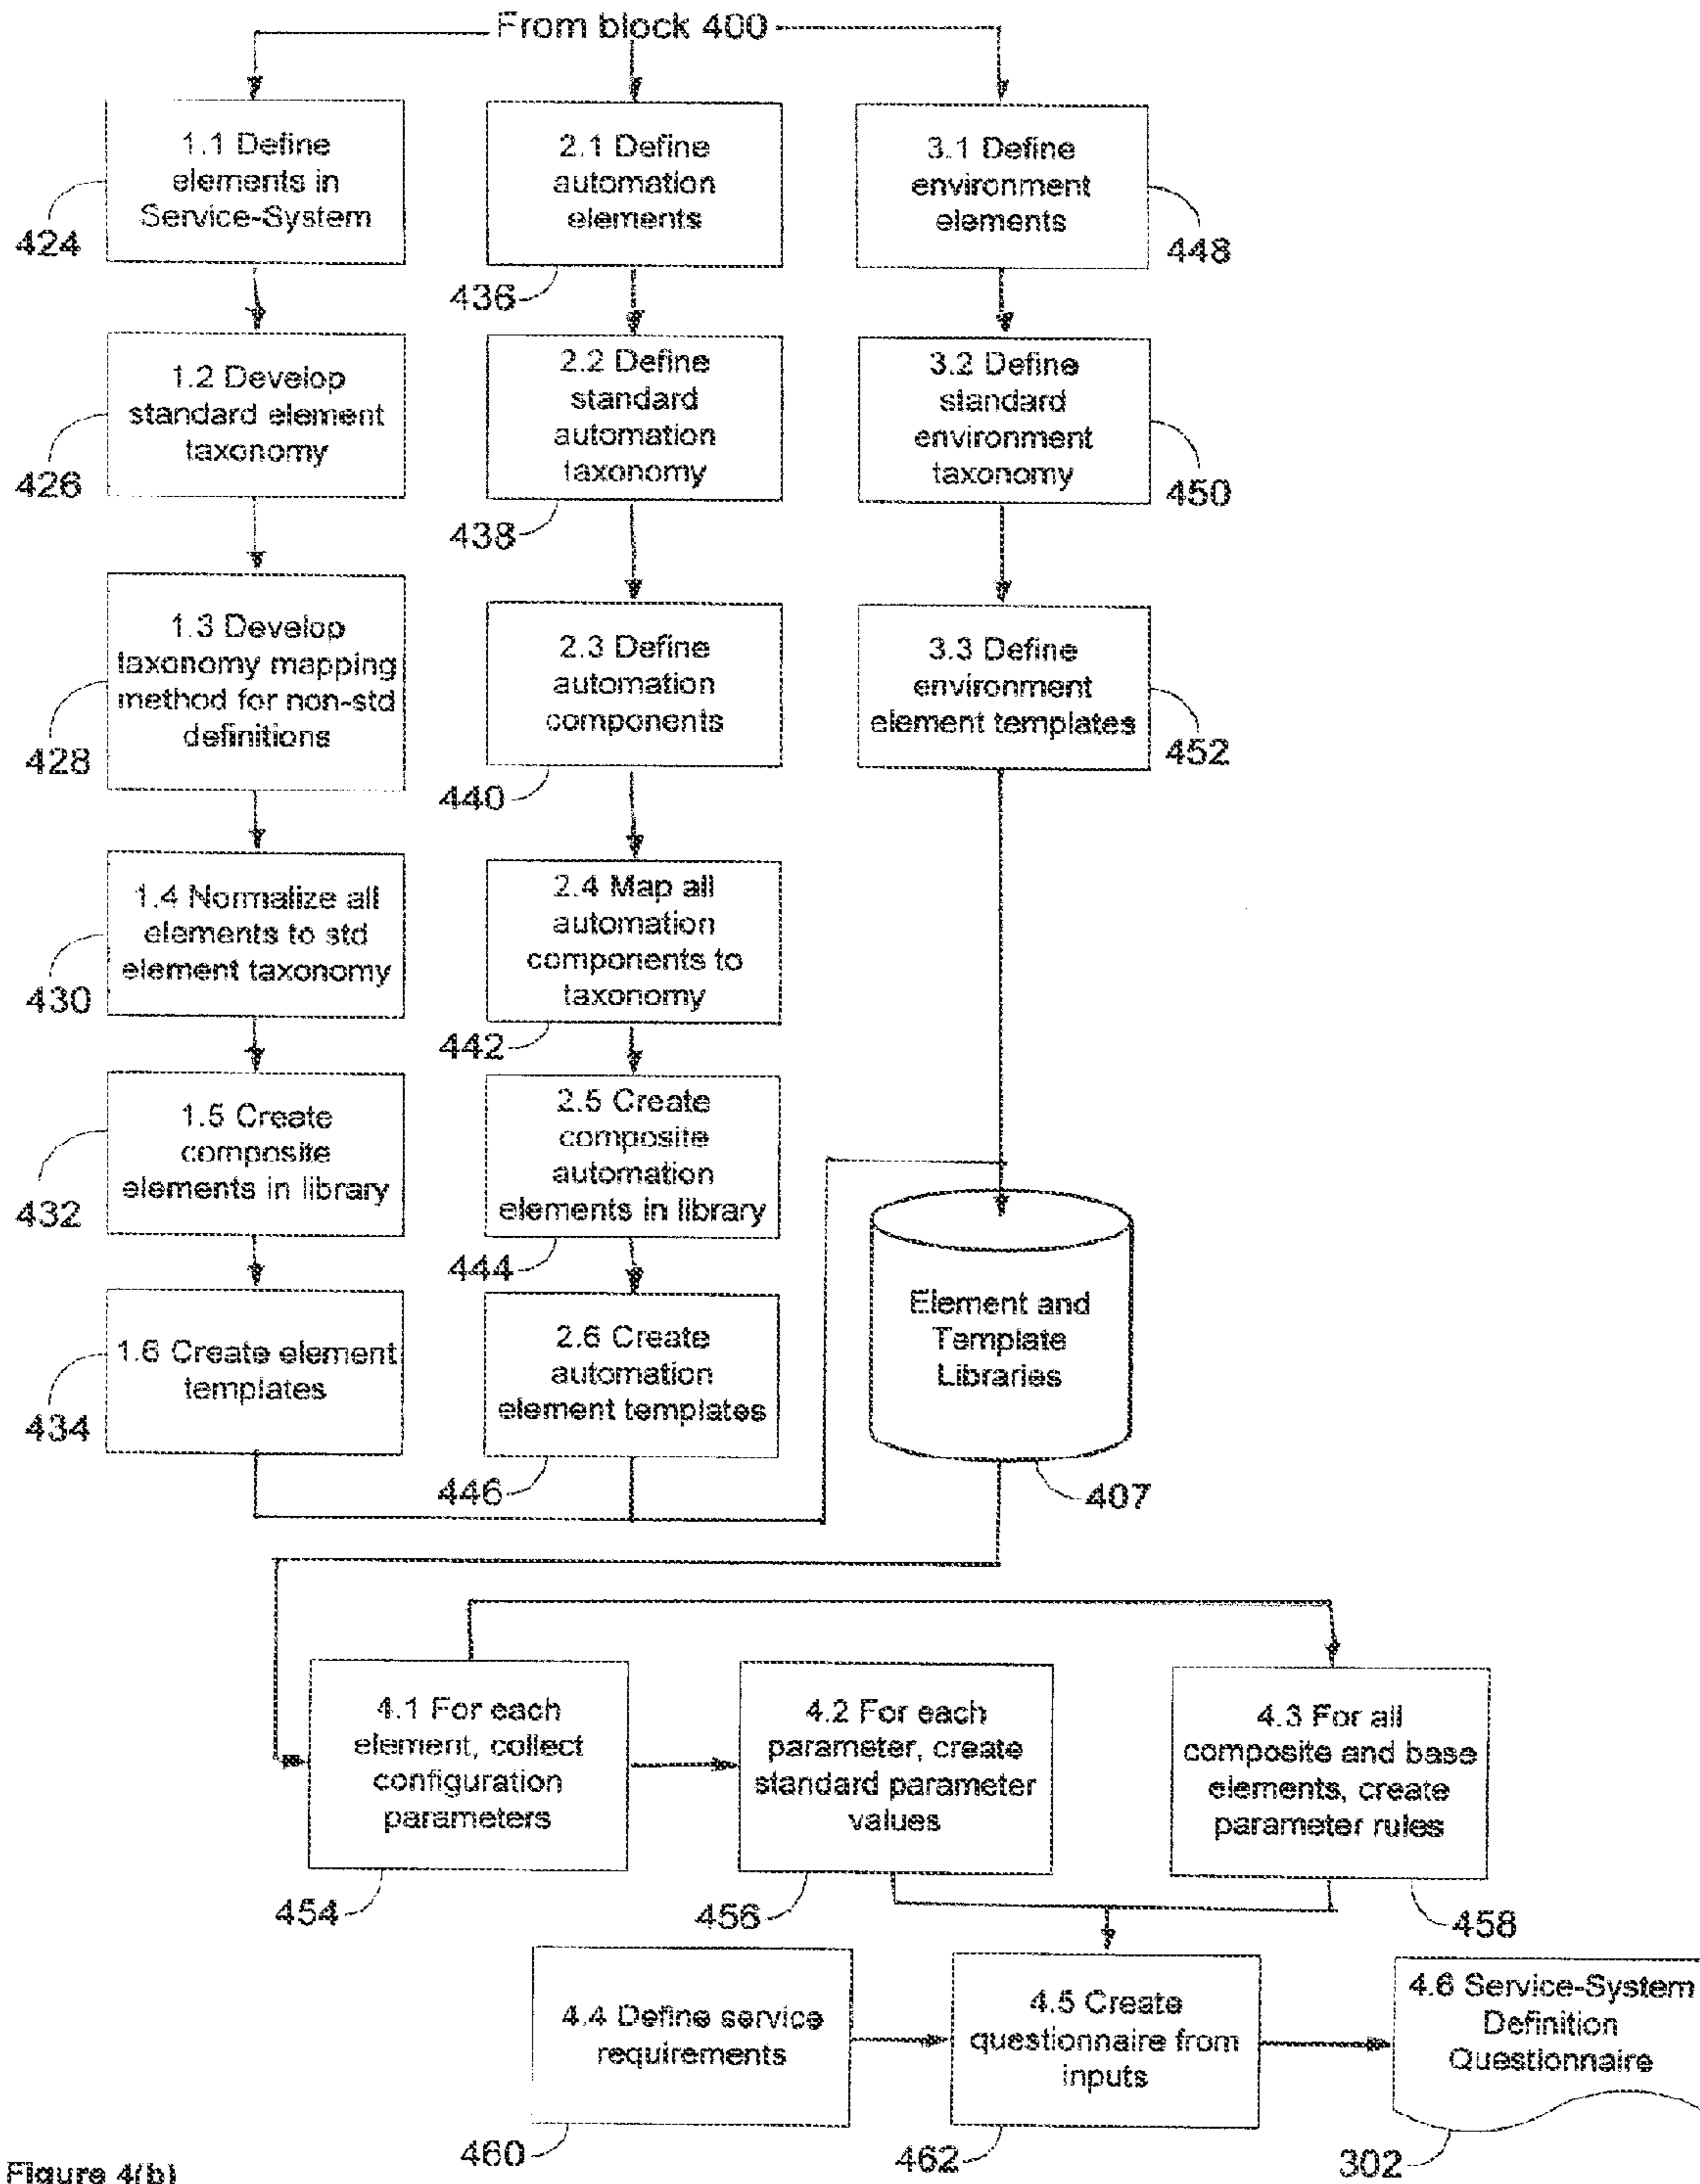 From block 400
1.1 Define
elements in
Service-System
424
2.1 Define
automation
elements
436
3.1 Define
environment
elements
448
1.2 Develop
standard element
taxonomy
426
2.2 Define
standard
automation
taxonomy
438
3.2 Define
standard
environment
taxonomy
450
1.3 Develop
taxonomy mapping
method for non-std
definitions
428
2.3 Define
automation
components
440
3.3 Define
environment
element templates
452
1.4 Normalize all
elements to std
element taxonomy
430
2.4 Map all
automation
components to
taxonomy
442
1.5 Create
composite
elements in library
432
2.5 Create
composite
automation
elements in library
444
1.6 Create element
templates
434
2.6 Create
automation
element templates
446
Element and
Template
Libraries
407
4.1 For each
element, collect
configuration
parameters
454
4.2 For each
parameter, create
standard parameter
values
456
4.3 For all
composite and base
elements, create
parameter rules
458
4.4 Define service
requirements
460
4.5 Create
questionnaire from
inputs
462
4.6 Service-System
Definition
Questionnaire
302
Figure 4(b)